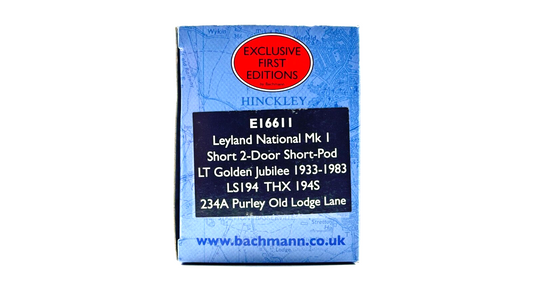 EXCLUSIVE
FIRST
EDITIONS
HINCKLEY
E16611
Leyland National Mk 1
Short 2-Door Short-Pod
LT Golden Jubilee 1933-1983
LS194 THX 194S
234A Purley Old Lodge Lane
www.bachmann.co.uk